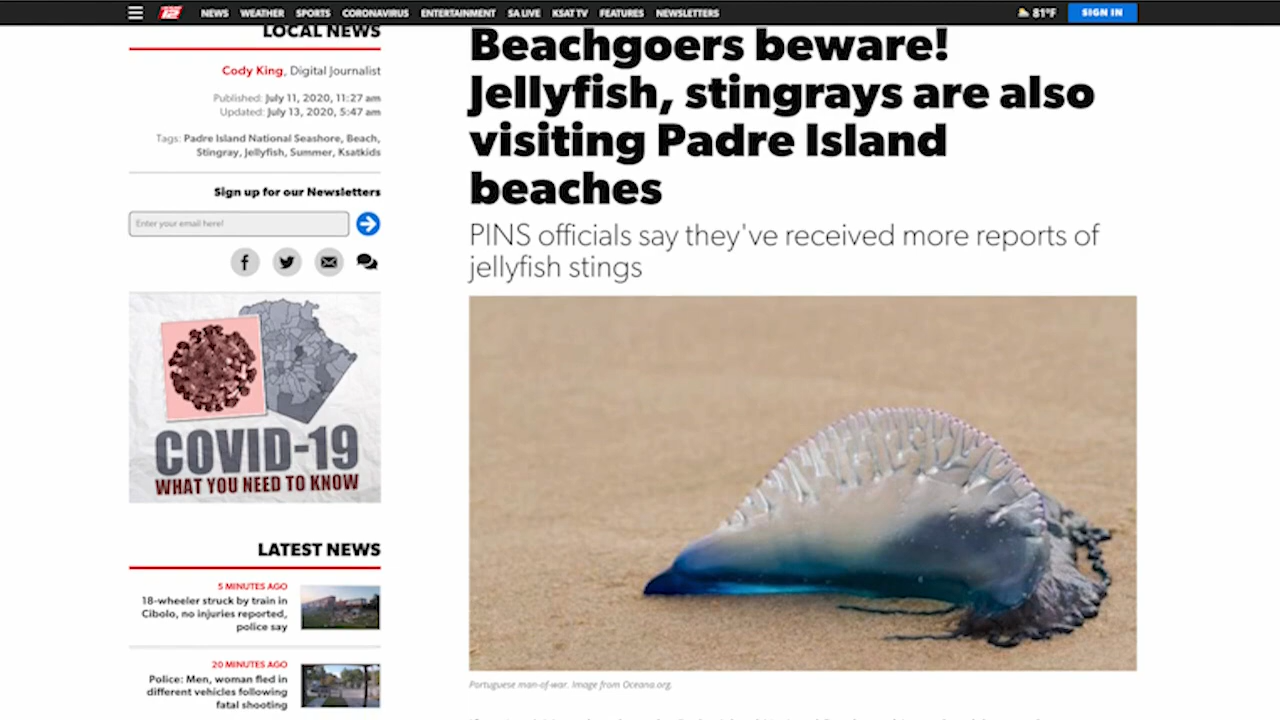 12
NEWS WEATHER SPORTS CORONAVIRUS ENTERTAINMENT SA LIVE KSAT TV FEATURES NEWSLETTERS
81°F
SIGN IN
LOCAL NEWS
Cody King, Digital Journalist
Published: July 11, 2020, 11:27 am
Updated: July 13, 2020, 5:47 am
Tags: Padre Island National Seashore, Beach,
Stingray, Jellyfish, Summer, Ksatkids
Sign up for our Newsletters
Enter your email here!
COVID-19
WHAT YOU NEED TO KNOW
LATEST NEWS
5 MINUTES AGO
18-wheeler struck by train in
Cibolo, no injuries reported,
police say
20 MINUTES AGO
Police: Men, woman fled in
different vehicles following
fatal shooting
Beachgoers beware!
Jellyfish, stingrays are also
visiting Padre Island
beaches
PINS officials say they've received more reports of
jellyfish stings
Portuguese man-of-war. Image from Oceana.org.